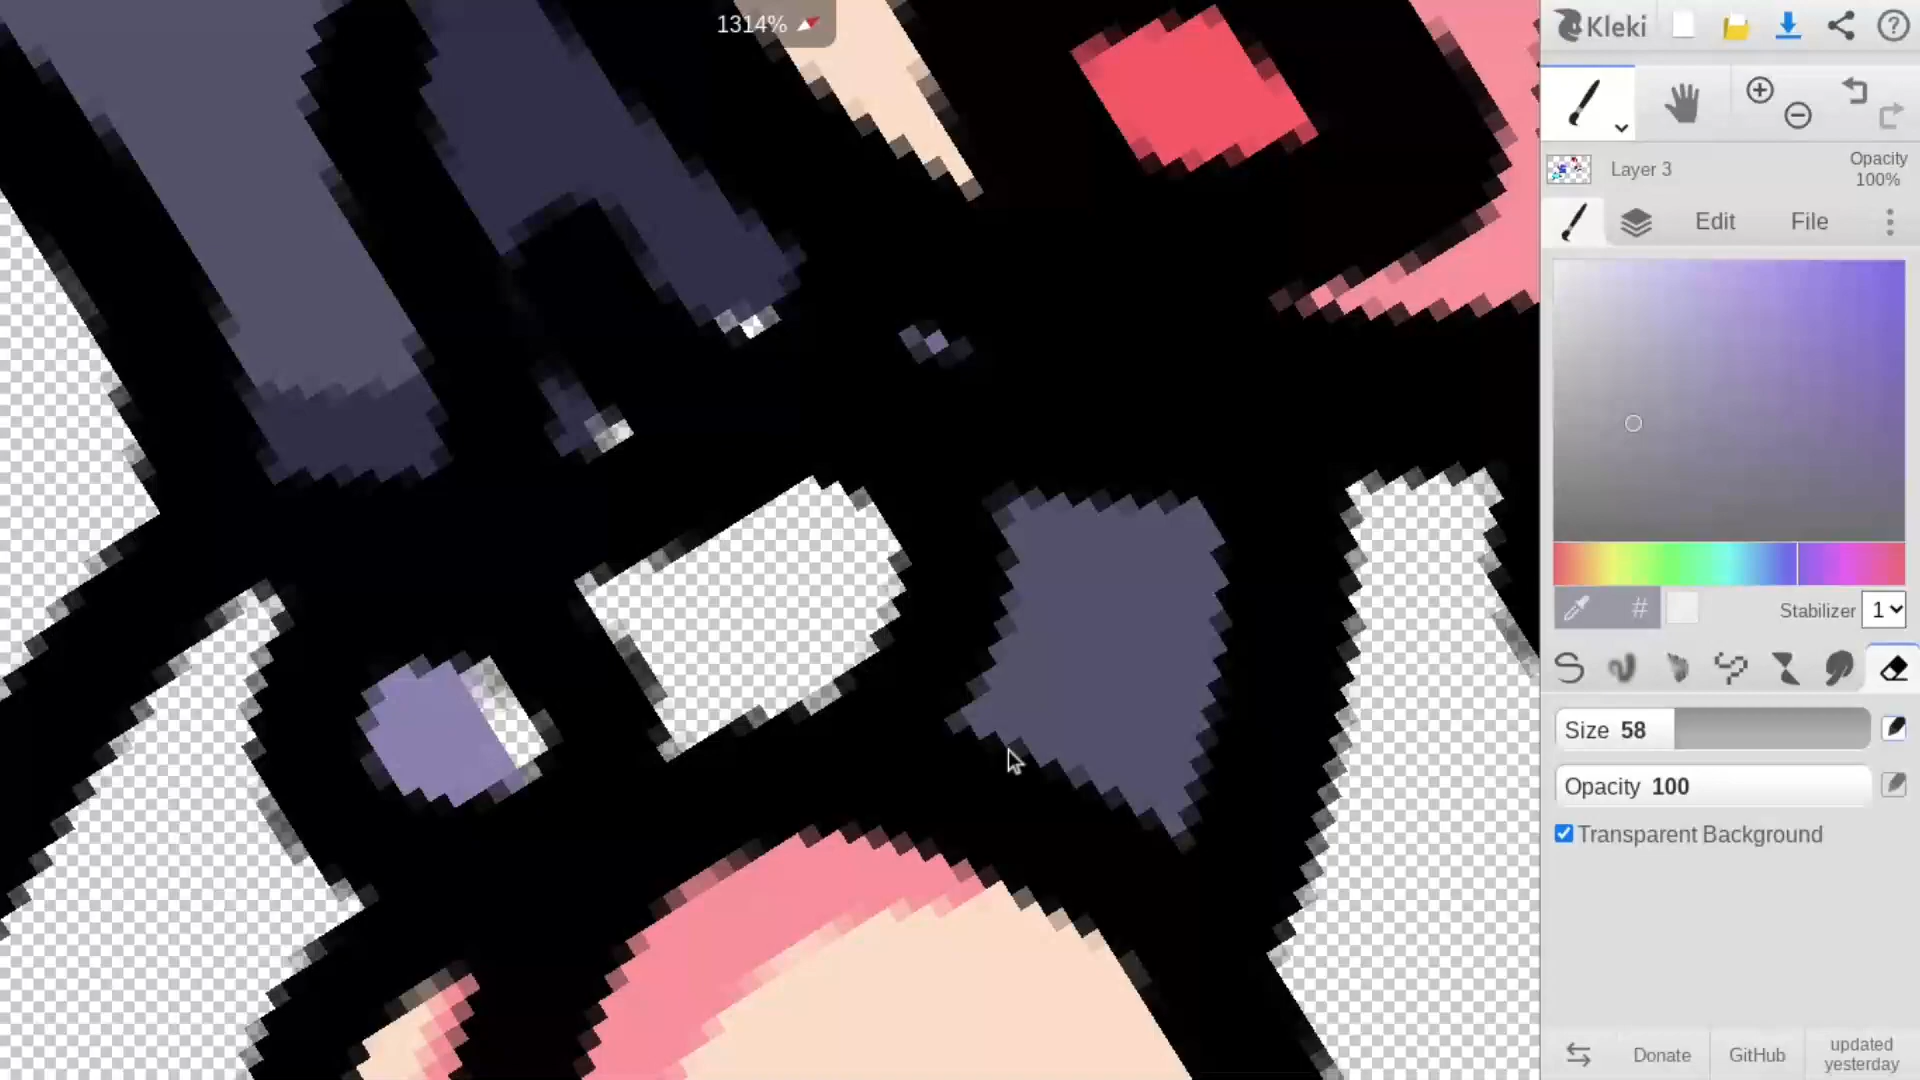 1314%
Kleki
Layer 3
Opacity
100%
Edit
File
#
Stabilizer 1
Size 58
Opacity 100
Transparent Background
Donate
GitHub
updated
yesterday